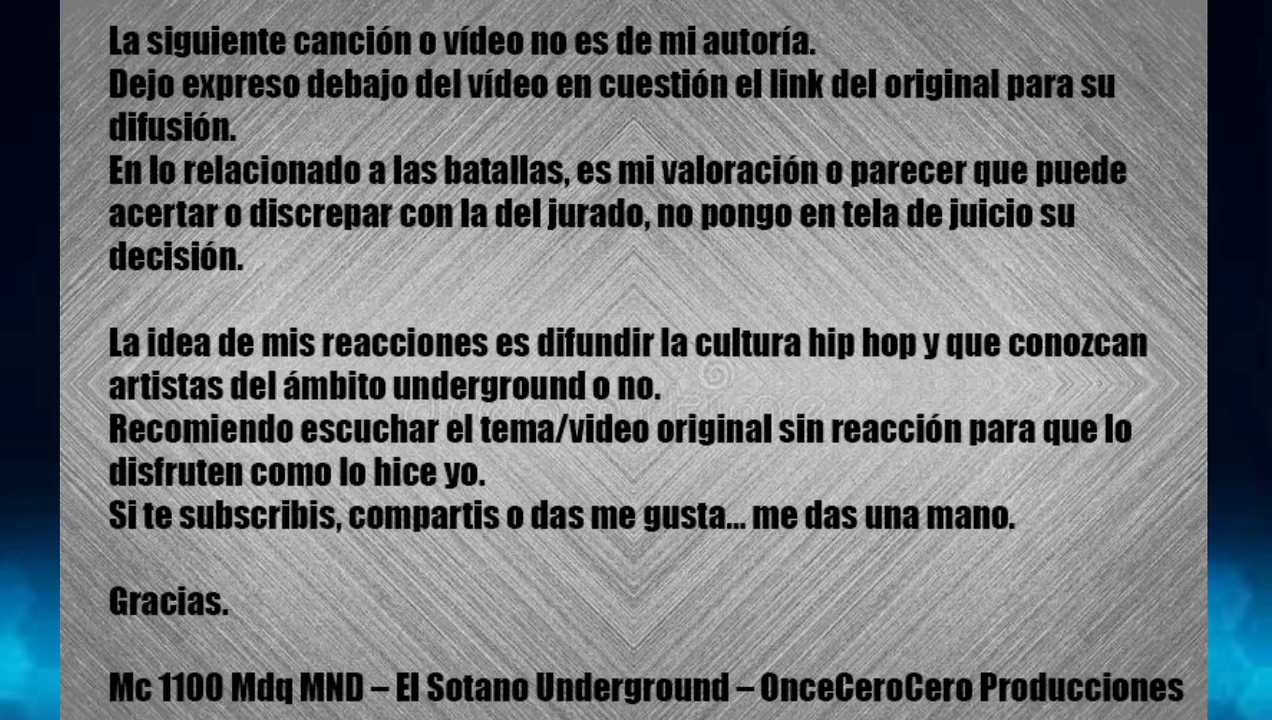 La siguiente canción o vídeo no es de mi autoría.
Dejo expreso debajo del vídeo en cuestión el link del original para su
difusión.
En lo relacionado a las batallas, es mi valoración o parecer que puede
acertar o discrepar con la del jurado, no pongo en tela de juicio su
decisión.
La idea de mis reacciones es difundir la cultura hip hop y que conozcan
artistas del ámbito underground o no.
Recomiendo escuchar el tema/video original sin reacción para que lo
disfruten como lo hice yo.
Si te subscribis, compartis o das me gusta... me das una mano.
Gracias.
Mc 1100 Mdq MND – El Sotano Underground – OnceCeroCero Producciones